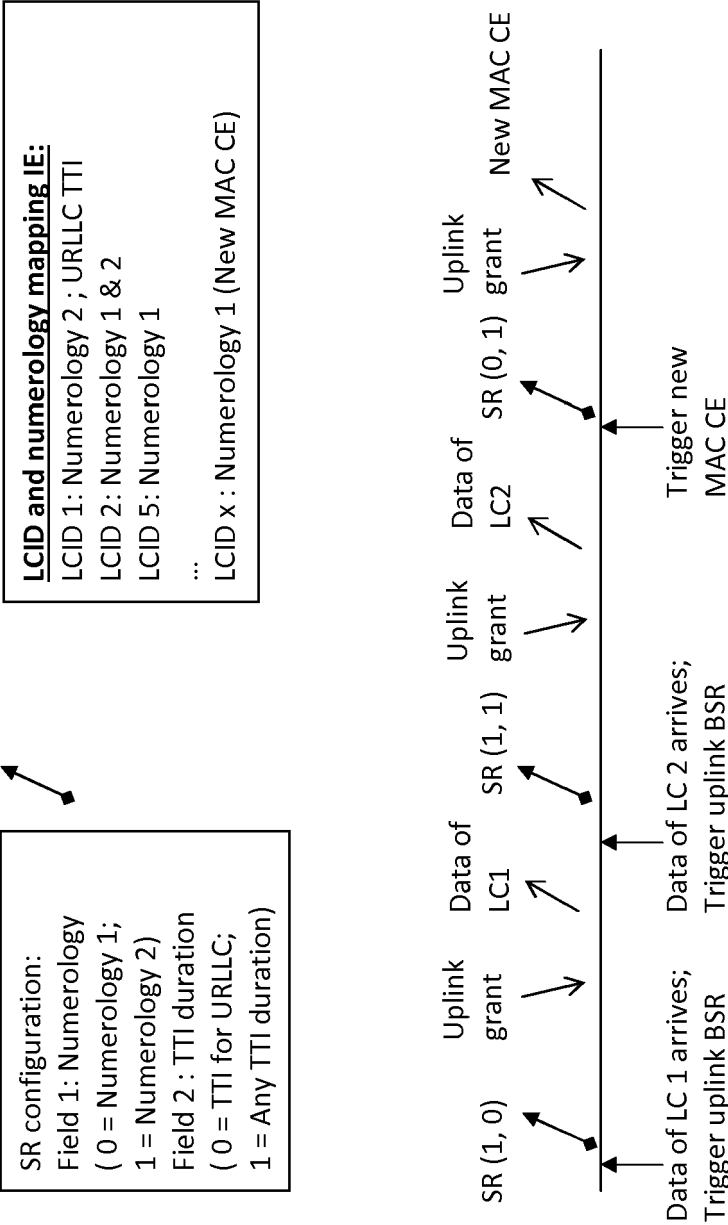 SR configuration:
Field 1: Numerology
( 0 = Numerology 1;
1 = Numerology 2)
Field 2 : TTI duration
( 0 = TTI for URLLC;
1 = Any TTI duration)
LCID and numerology mapping IE:
LCID 1: Numerology 2 ; URLLC TTI
LCID 2: Numerology 1 & 2
LCID 5: Numerology 1
...
LCID x : Numerology 1 (New MAC CE)
SR (1, 0)
Uplink
grant
Data of
LC1
SR (1, 1)
Uplink
grant
Data of
LC2
SR (0, 1)
Uplink
grant
New MAC CE
Data of LC 1 arrives;
Trigger uplink BSR
Data of LC 2 arrives;
Trigger uplink BSR
Trigger new
MAC CE